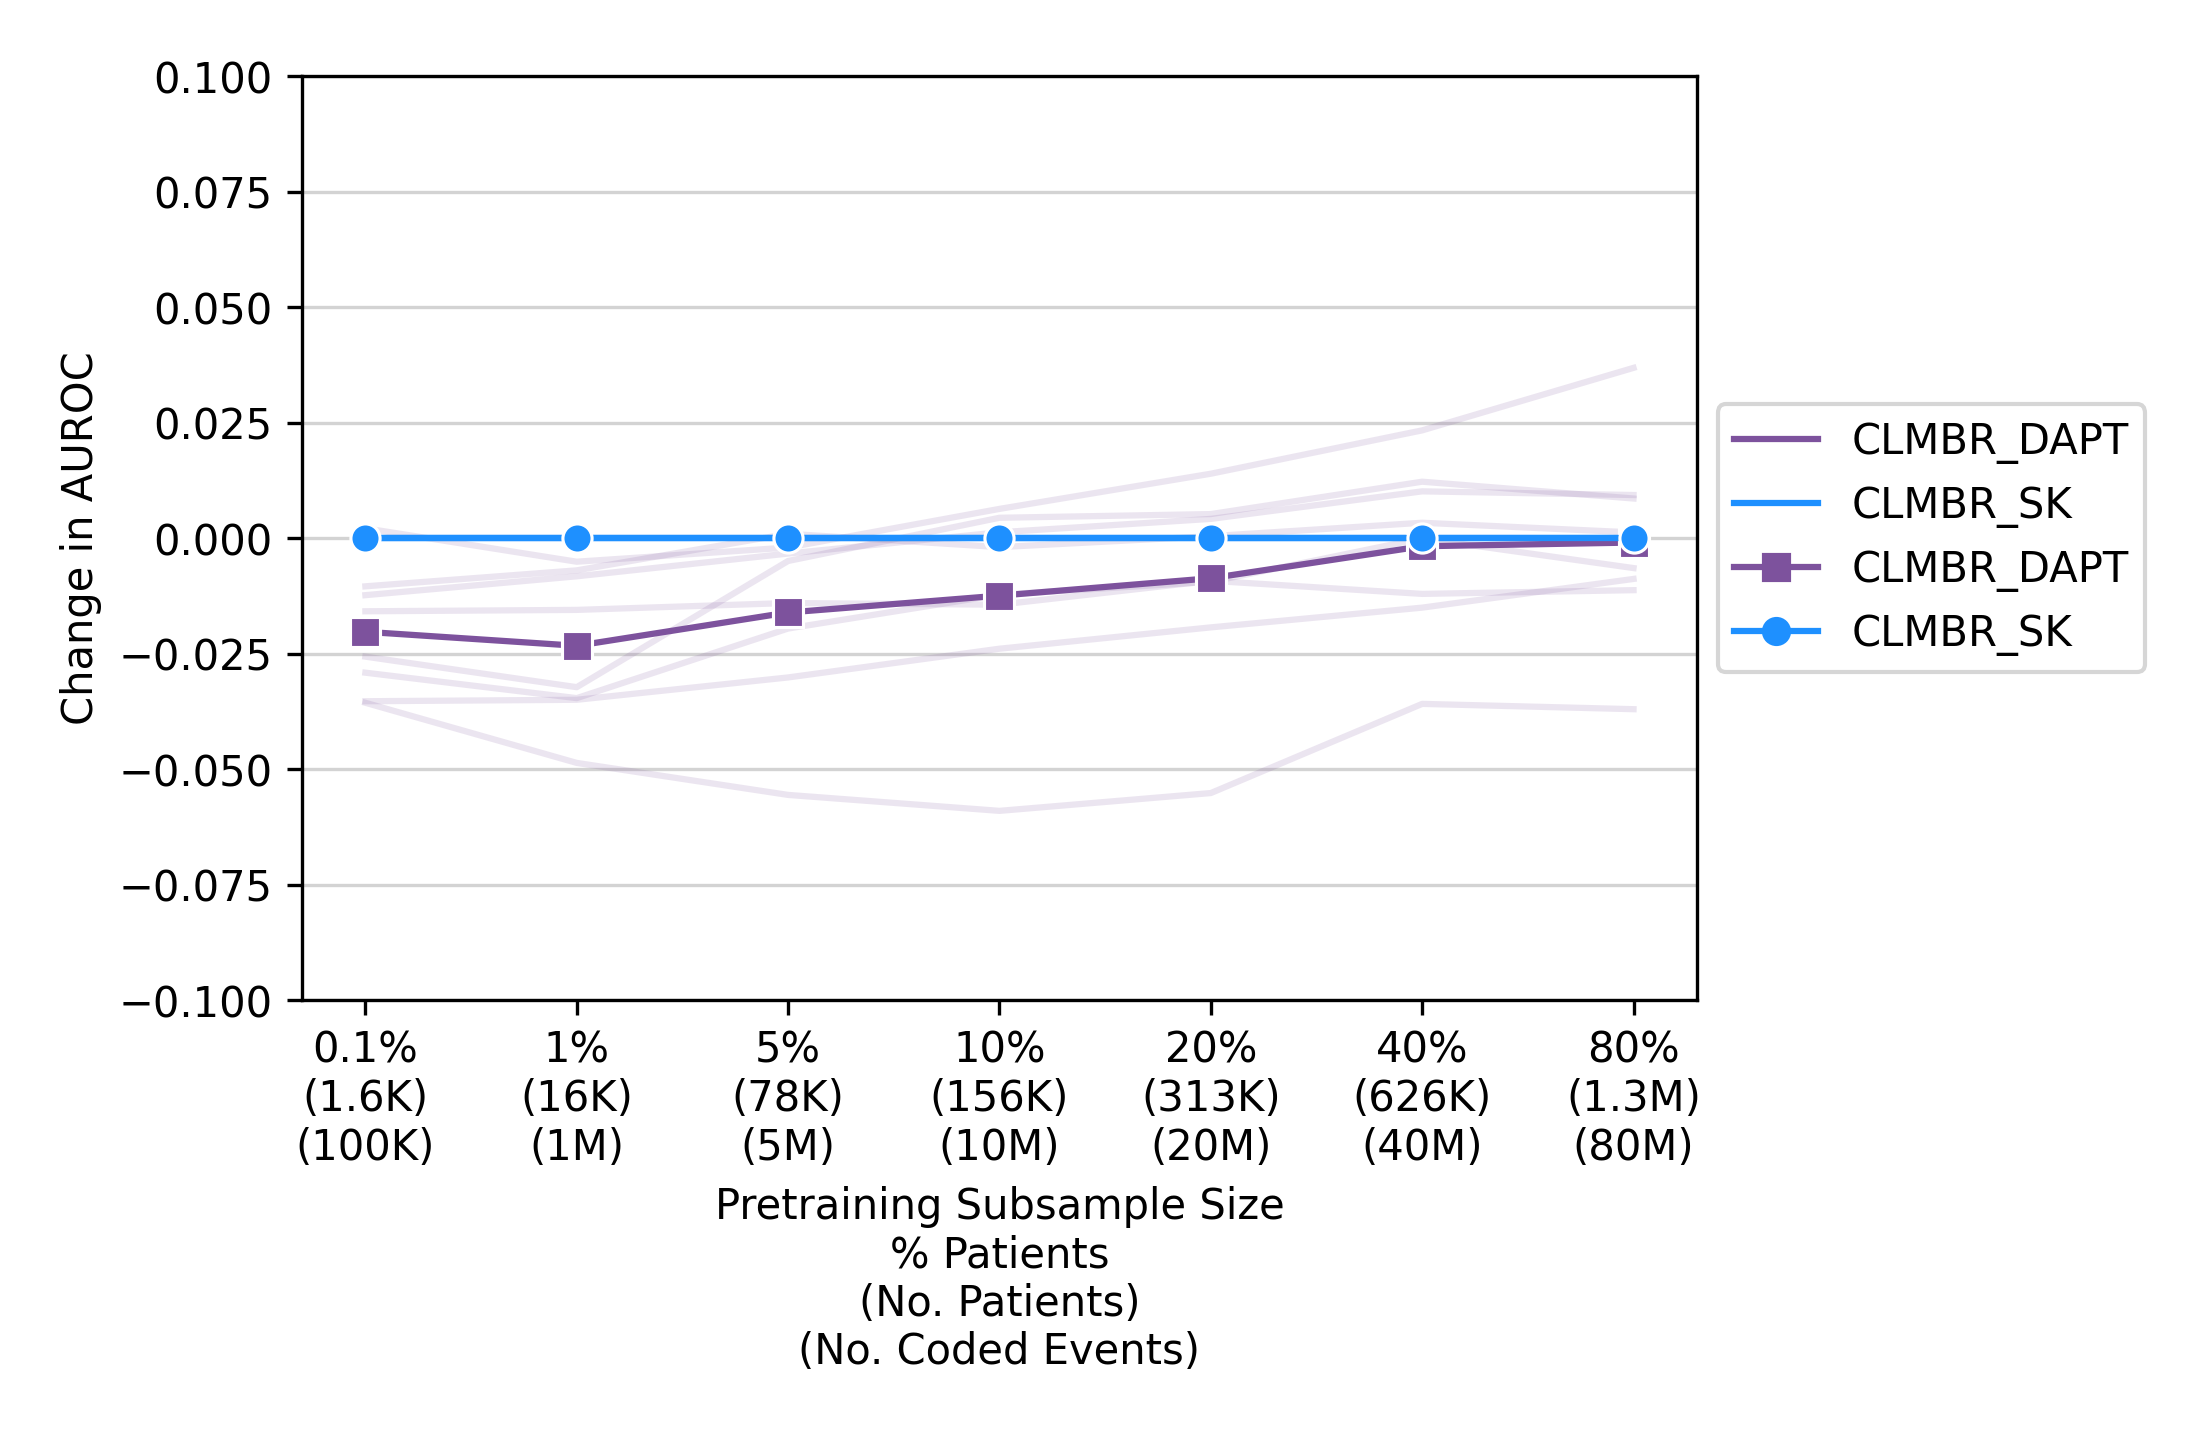 0.100
0.075
0.050
0.025
0.000
−0.025
−0.050
−0.075
−0.100
Change in AUROC
0.1% 1% 5% 10% 20% 40% 80%
(1.6K) (16K) (78K) (156K) (313K) (626K) (1.3M)
(100K) (1M) (5M) (10M) (20M) (40M) (80M)
Pretraining Subsample Size
% Patients
(No. Patients)
(No. Coded Events)
CLMBR_DAPT
CLMBR_SK
CLMBR_DAPT
CLMBR_SK